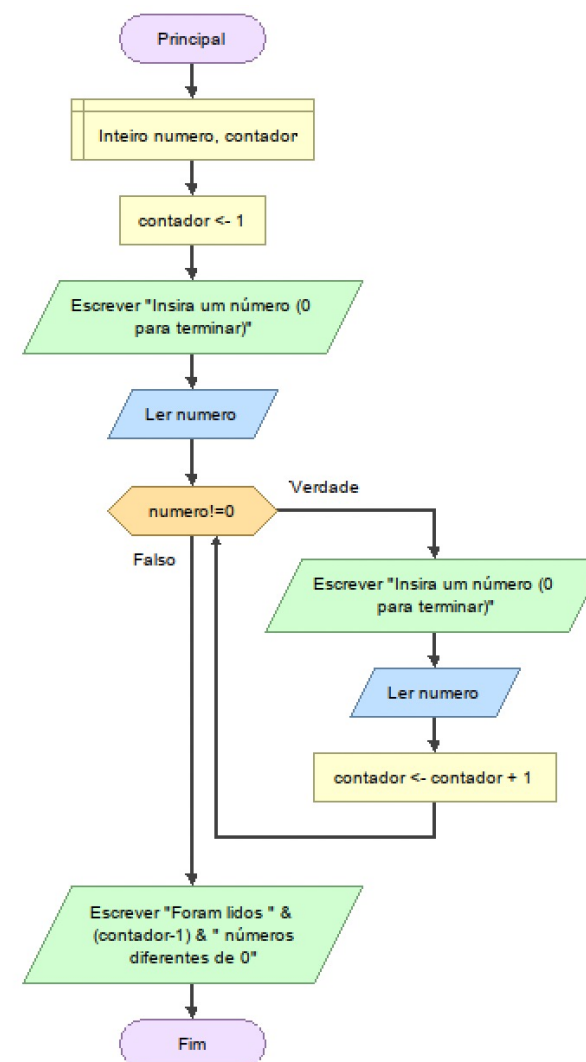 Principal
Inteiro numero, contador
contador <- 1
Escrever "Insira um número (0
para terminar)"
Ler numero
numero!=0
Verdade
Falso
Escrever "Insira um número (0
para terminar)"
Ler numero
contador <- contador + 1
Escrever "Foram lidos " &
(contador-1) & " números
diferentes de 0"
Fim